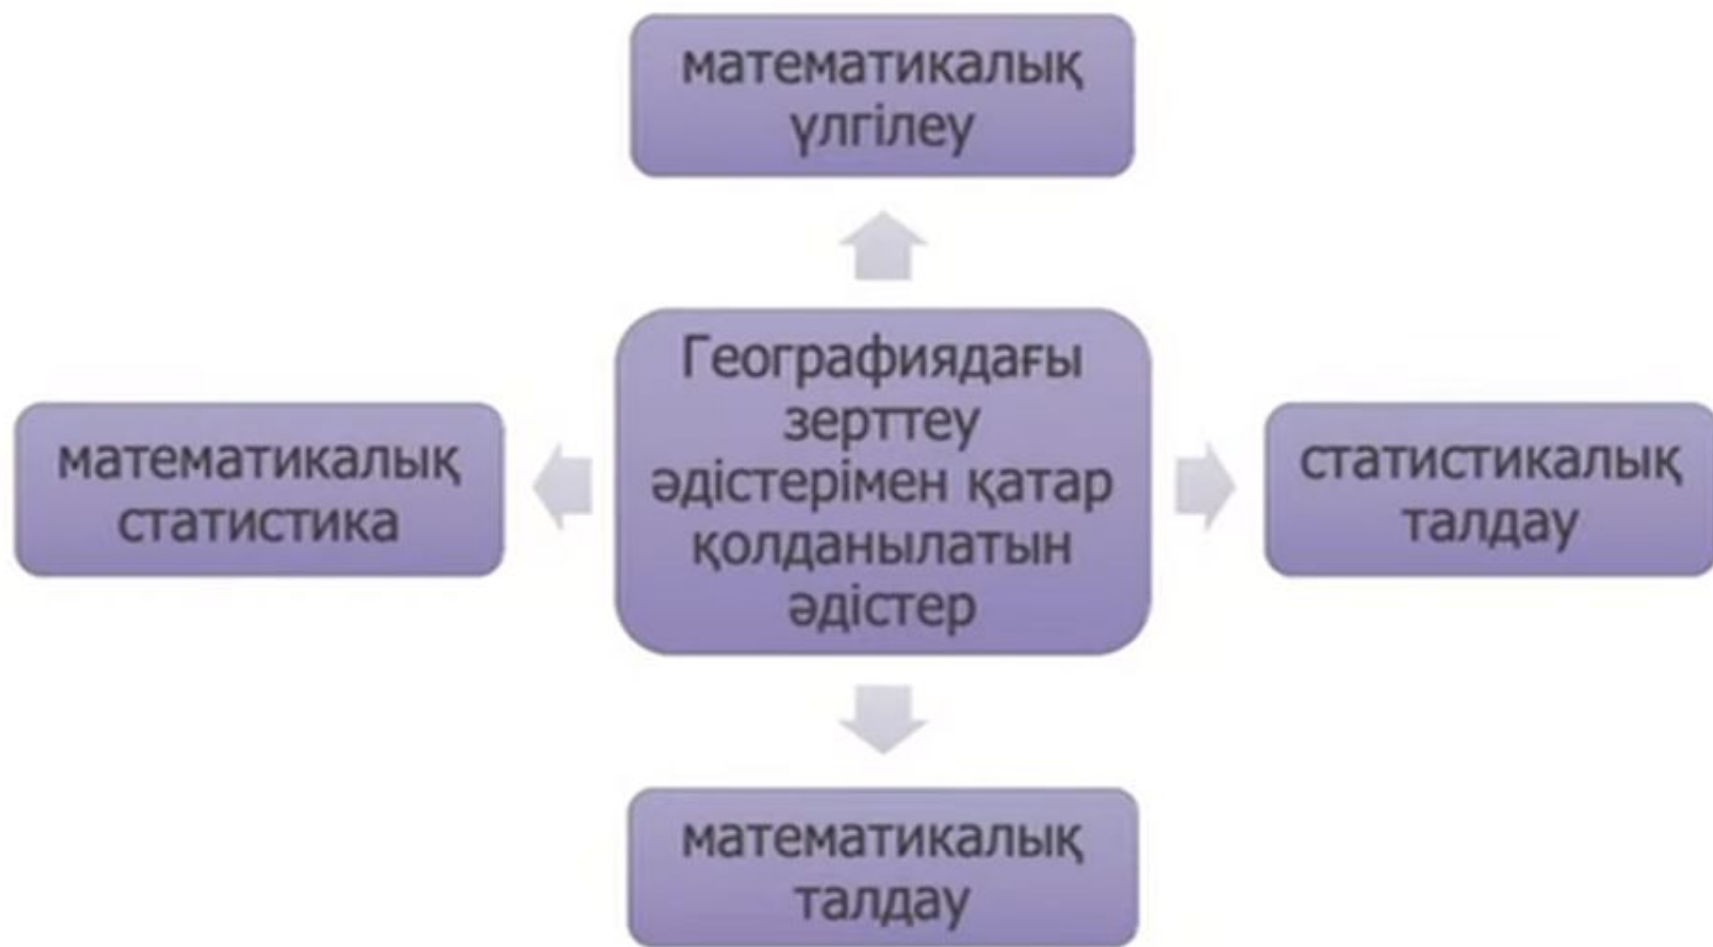 математикалық
үлгілеу
Географиядағы
зерттеу
әдістерімен қатар
қолданылатын
әдістер
математикалық
статистика
статистикалық
талдау
математикалық
талдау